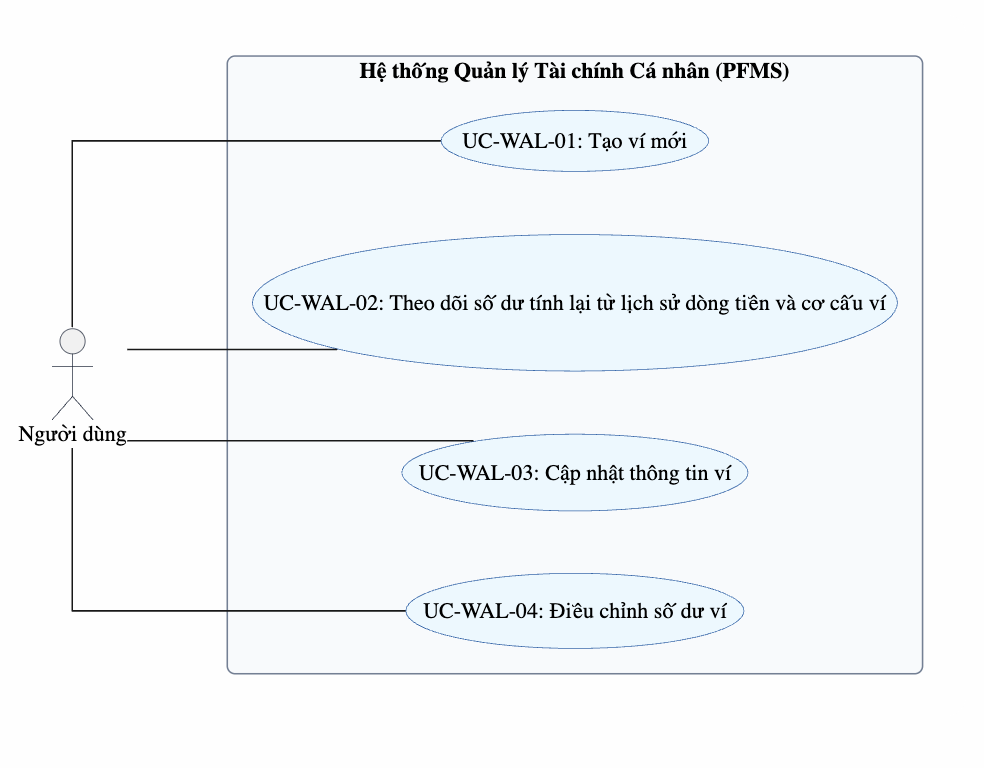 Hệ thống Quản lý Tài chính Cá nhân (PFMS)
UC-WAL-01: Tạo ví mới
UC-WAL-02: Theo dõi số dư tính lại từ lịch sử dòng tiền và cơ cấu ví
Người dùng
UC-WAL-03: Cập nhật thông tin ví
UC-WAL-04: Điều chỉnh số dư ví